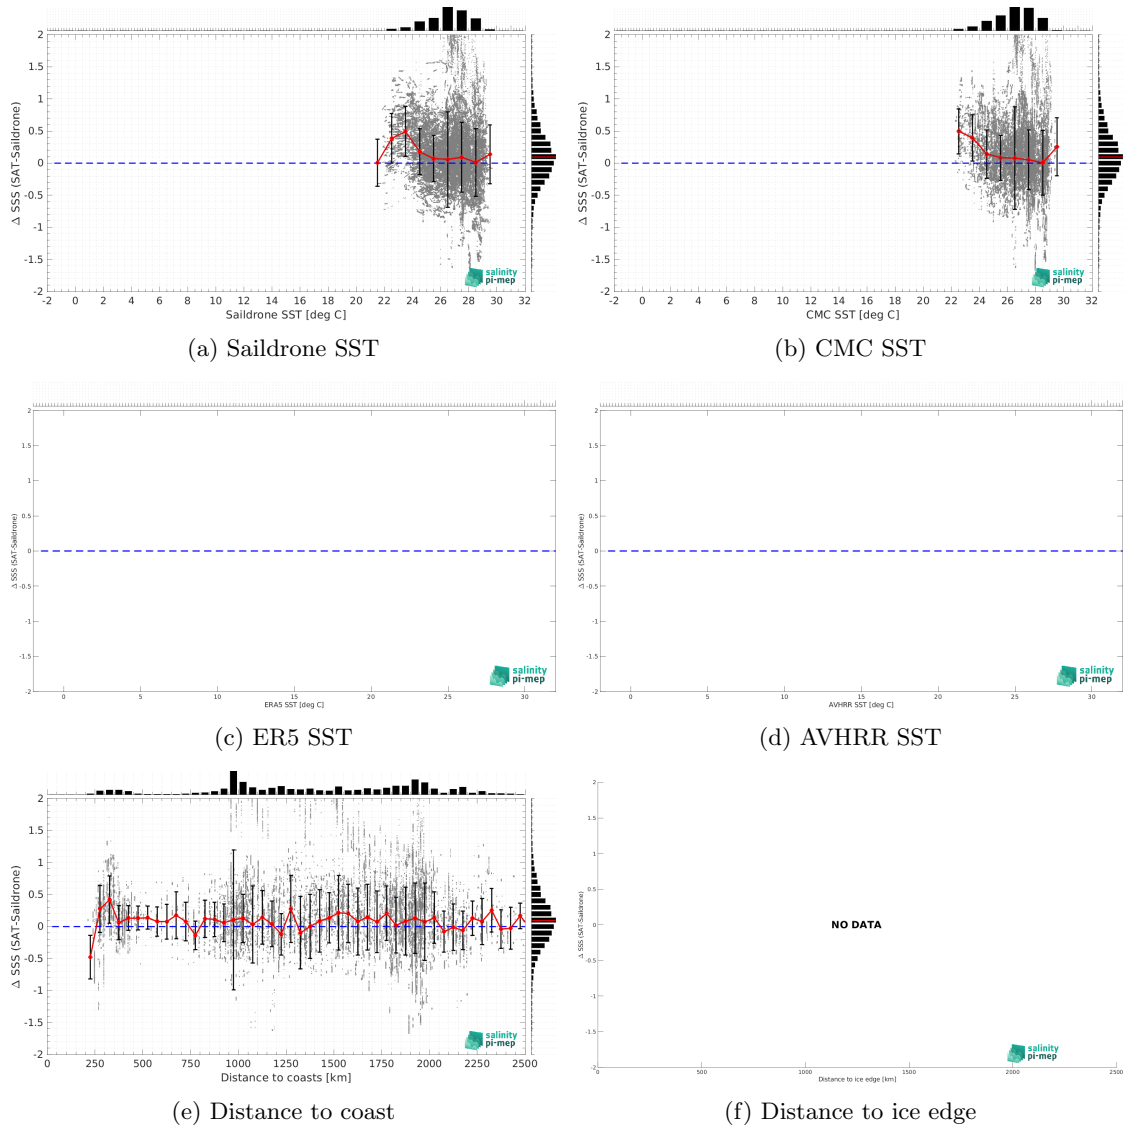 2
1.5
1
0.5
0
-0.5
-1
-1.5
-2
Δ SSS (SAT-Saildrone)
-2 0 2 4 6 8 10 12 14 16 18 20 22 24 26 28 30 32
Saildrone SST [deg C]
salinity
pi-mep
(a) Saildrone SST
2
1.5
1
0.5
0
-0.5
-1
-1.5
-2
Δ SSS (SAT-Saildrone)
-2 0 2 4 6 8 10 12 14 16 18 20 22 24 26 28 30 32
CMC SST [deg C]
salinity
pi-mep
(b) CMC SST
2
1.5
1
0
-0.5
-1
-1.5
-2
Δ SSS (SAT-Saildrone)
0 5 10 15 20 25 30
ERA5 SST [deg C]
salinity
pi-mep
(c) ER5 SST
2
1.5
1
0
-0.5
-1
-1.5
-2
Δ SSS (SAT-Saildrone)
0 5 10 15 20 25 30
AVHRR SST [deg C]
salinity
pi-mep
(d) AVHRR SST
2
1.5
1
0.5
0
-0.5
-1
-1.5
-2
Δ SSS (SAT-Saildrone)
0 250 500 750 1000 1250 1500 1750 2000 2250 2500
Distance to coasts [km]
salinity
pi-mep
(e) Distance to coast
2
1.5
1
0.5
0
-0.5
-1
-1.5
-2
Δ SSS (SAT-Saildrone)
NO DATA
0 500 1000 1500 2000 2500
Distance to ice edge [km]
salinity
pi-mep
(f) Distance to ice edge